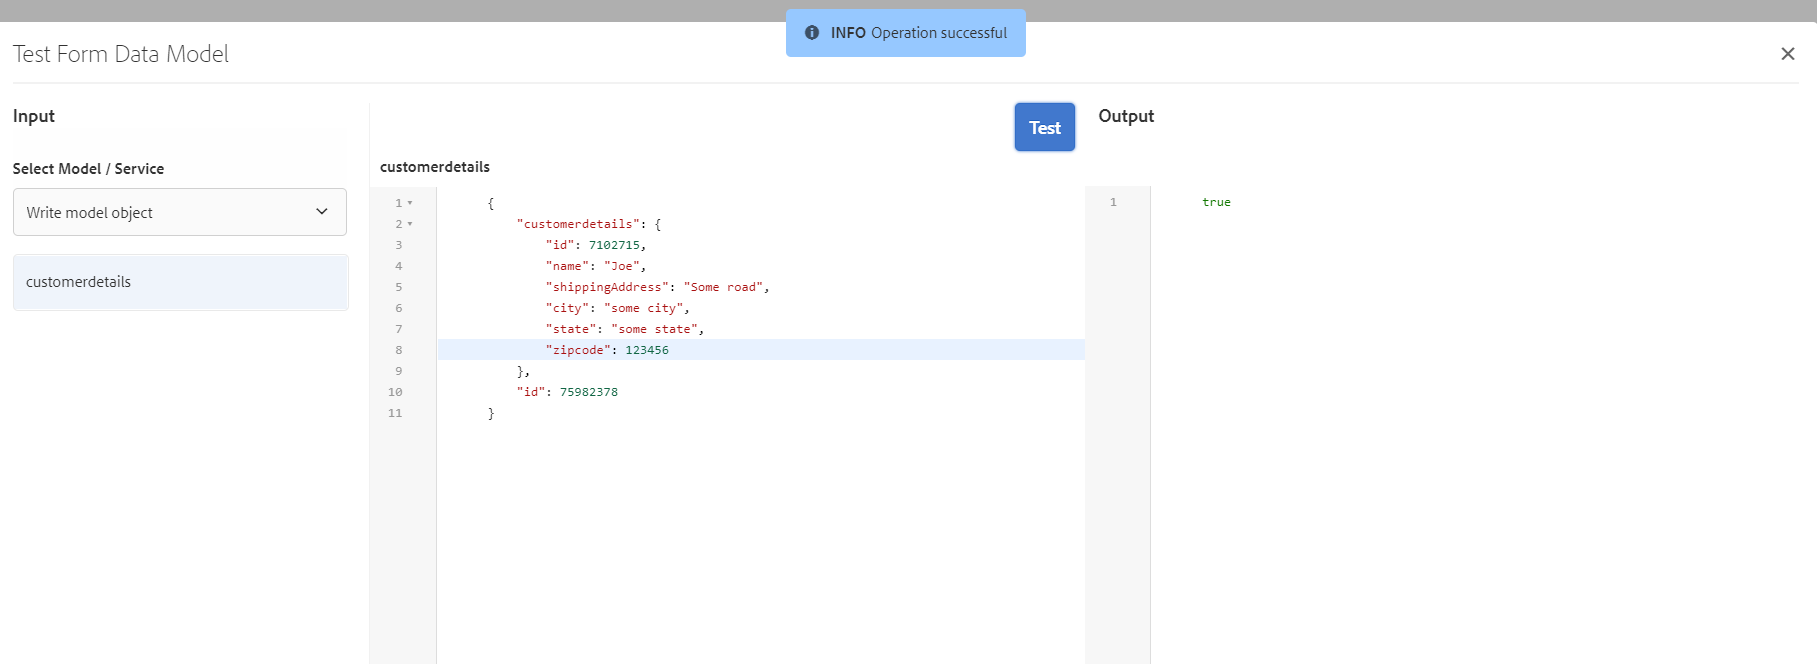 INFO Operation successful
Test Form Data Model
Input
Select Model / Service
Write model object
customerdetails
Test
customerdetails
1 {
2 "customerdetails": {
3 "id": 7102715,
4 "name": "Joe",
5 "shippingAddress": "Some road",
6 "city": "some city",
7 "state": "some state",
8 "zipcode": 123456
9 },
10 "id": 75982378
11 }
Output
1 true